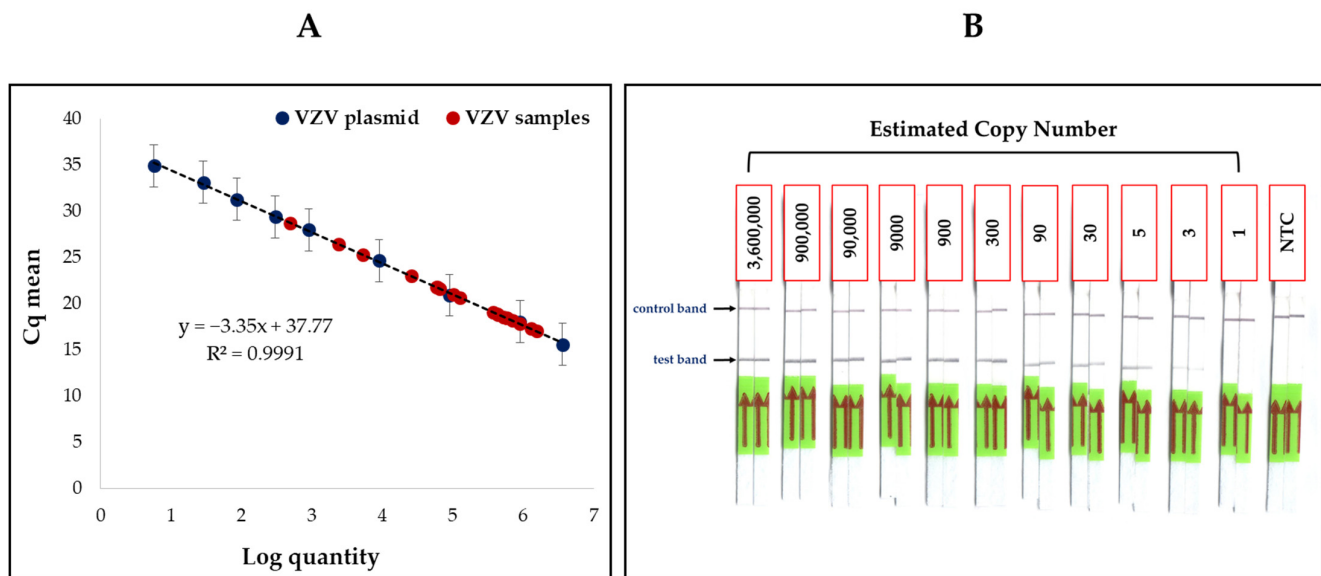 A
B
VZV plasmid
VZV samples
40
35
30
25
20
15
10
5
0
Cq mean
y = −3.35x + 37.77
R² = 0.9991
0 1 2 3 4 5 6 7
Log quantity
Estimated Copy Number
3,600,000
900,000
90,000
9000
900
300
90
30
5
3
1
NTC
control band
test band